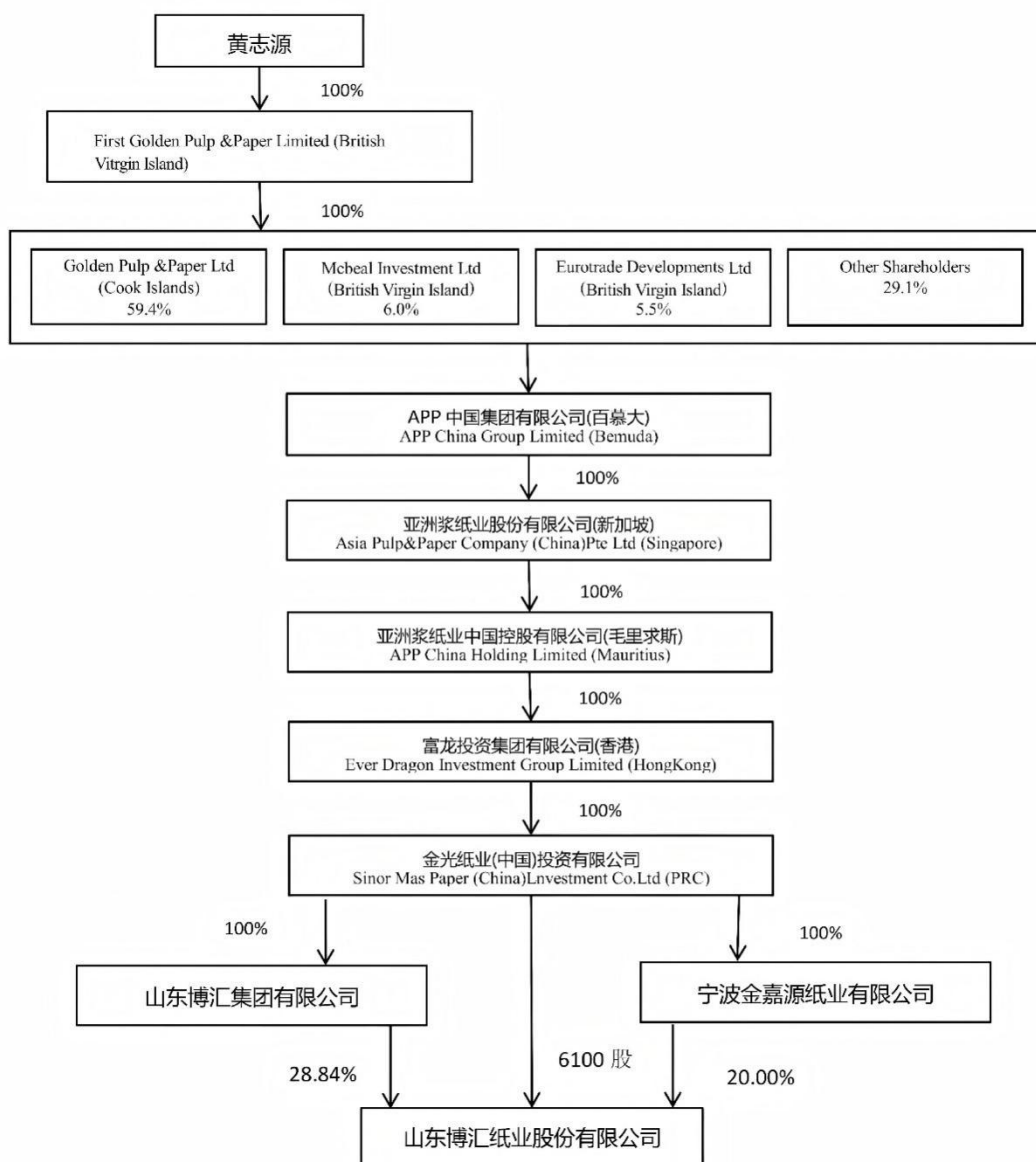 黄志源
100%
First Golden Pulp &Paper Limited (British
Vitrgin Island)
100%
Golden Pulp &Paper Ltd
(Cook Islands)
59.4%
Mcbeal Investment Ltd
(British Virgin Island)
6.0%
Eurotrade Developments Ltd
(British Virgin Island)
5.5%
Other Shareholders
29.1%
APP 中国集团有限公司(百慕大)
APP China Group Limited (Bemuda)
100%
亚洲浆纸业股份有限公司(新加坡)
Asia Pulp&Paper Company (China)Pte Ltd (Singapore)
100%
亚洲浆纸业中国控股有限公司(毛里求斯)
APP China Holding Limited (Mauritius)
100%
富龙投资集团有限公司(香港)
Ever Dragon Investment Group Limited (HongKong)
100%
金光纸业(中国)投资有限公司
Sinor Mas Paper (China)Lnvestment Co.Ltd (PRC)
100%
100%
山东博汇集团有限公司
宁波金嘉源纸业有限公司
28.84%
6100 股
20.00%
山东博汇纸业股份有限公司